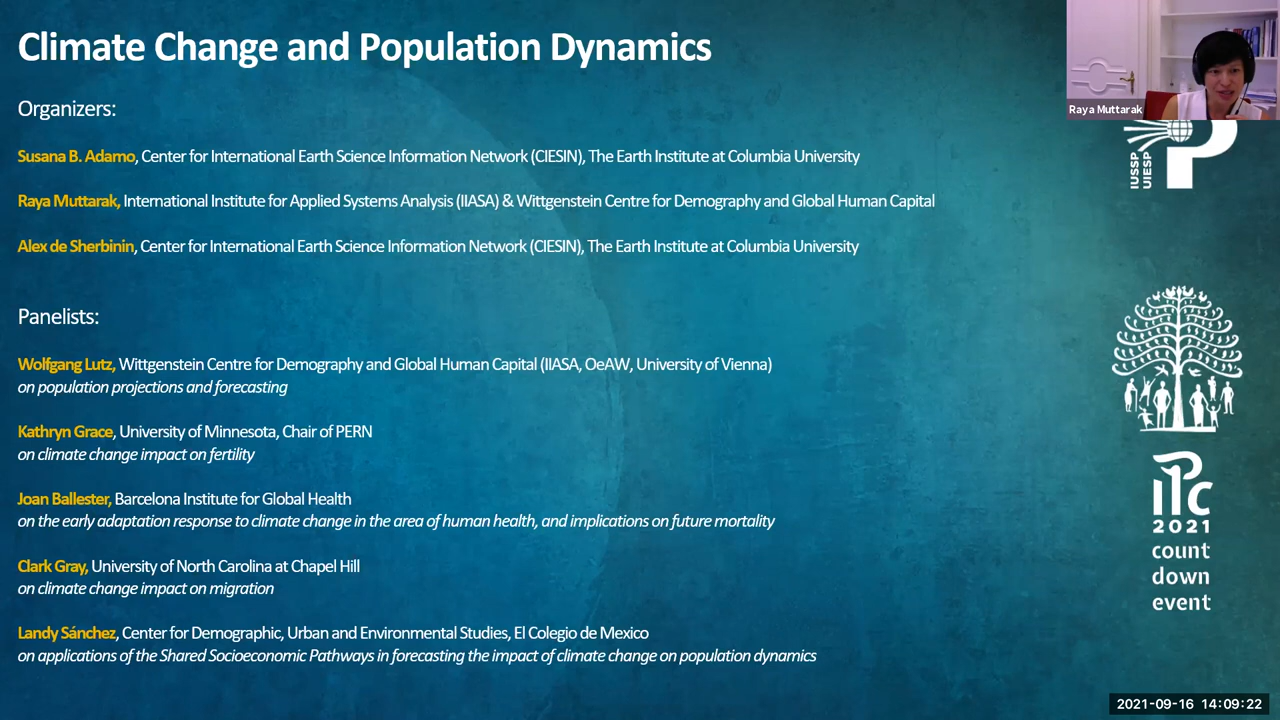 Climate Change and Population Dynamics
Organizers:
Susana B. Adamo, Center for International Earth Science Information Network (CIESIN), The Earth Institute at Columbia University
Raya Muttarak, International Institute for Applied Systems Analysis (IIASA) & Wittgenstein Centre for Demography and Global Human Capital
Alex de Sherbinin, Center for International Earth Science Information Network (CIESIN), The Earth Institute at Columbia University
Panelists:
Wolfgang Lutz, Wittgenstein Centre for Demography and Global Human Capital (IIASA, OeAW, University of Vienna)
on population projections and forecasting
Kathryn Grace, University of Minnesota, Chair of PERN
on climate change impact on fertility
Joan Ballester, Barcelona Institute for Global Health
on the early adaptation response to climate change in the area of human health, and implications on future mortality
Clark Gray, University of North Carolina at Chapel Hill
on climate change impact on migration
Landy Sánchez, Center for Demographic, Urban and Environmental Studies, El Colegio de Mexico
on applications of the Shared Socioeconomic Pathways in forecasting the impact of climate change on population dynamics
Raya Muttarak
IUSSP
UIESP
P
IPC
2021
count
down
event
2021-09-16 14:09:22